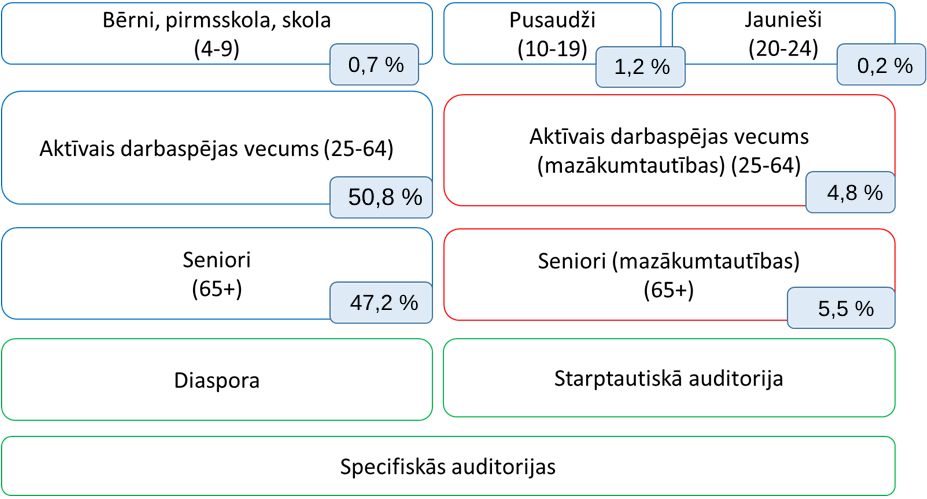 Bērni, pirmsskola, skola
(4-9)
0,7 %
Pusaudži
(10-19)
1,2 %
Jaunieši
(20-24)
0,2 %
Aktīvais darbaspējas vecums (25-64)
50,8 %
Aktīvais darbaspējas vecums
(mazākumtautības) (25-64)
4,8 %
Seniori
(65+)
47,2 %
Seniori (mazākumtautības)
(65+)
5,5 %
Diaspora
Starptautiskā auditorija
Specifiskās auditorijas